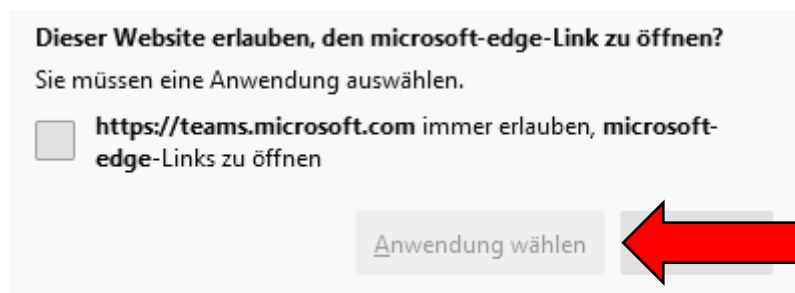 Dieser Website erlauben, den microsoft-edge-Link zu öffnen?
Sie müssen eine Anwendung auswählen.
https://teams.microsoft.com immer erlauben, microsoft-
edge-Links zu öffnen
Anwendung wählen